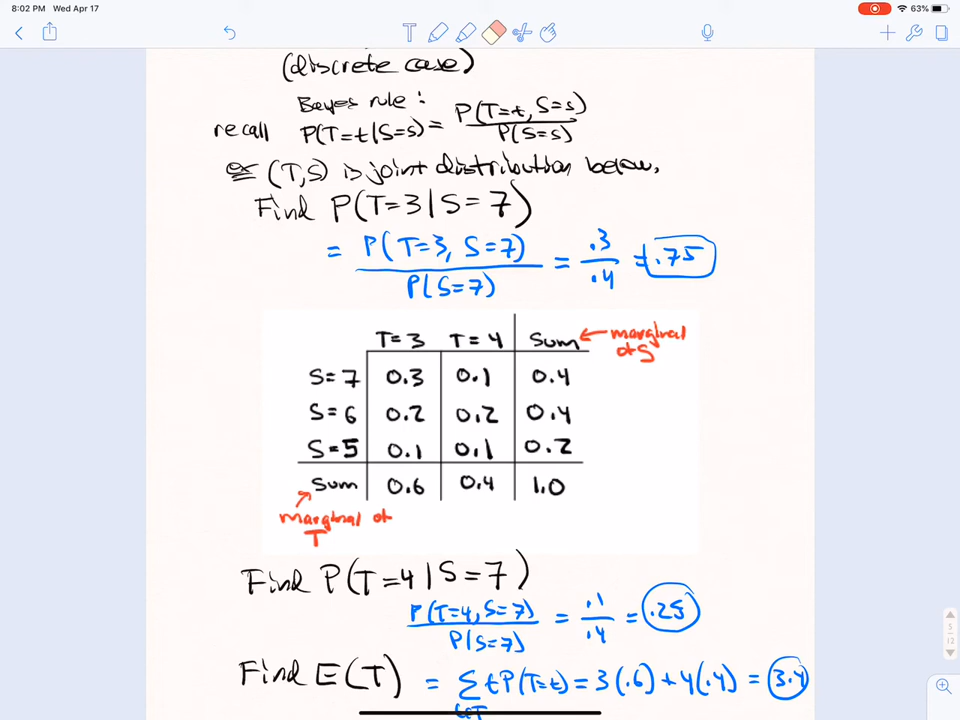 8:02 PM Wed Apr 17
63%
(discrete case)
Bayes rule :
recall P(T=t|S=s) = P(T=t, S=s) / P(S=s)
ex (T,S) is joint distribution below.
Find P(T=3|S=7)
= P(T=3, S=7) / P(S=7) = .3 / .4 = .75
T=3 T=4 Sum ← marginal of S
S=7 0.3 0.1 0.4
S=6 0.2 0.2 0.4
S=5 0.1 0.1 0.2
Sum 0.6 0.4 1.0
marginal of T
Find P(T=4|S=7)
P(T=4, S=7) / P(S=7) = .1 / .4 = .25
Find E(T) = ∑ t P(T=t) = 3(.6) + 4(.4) = 3.4
t∈T
5
12